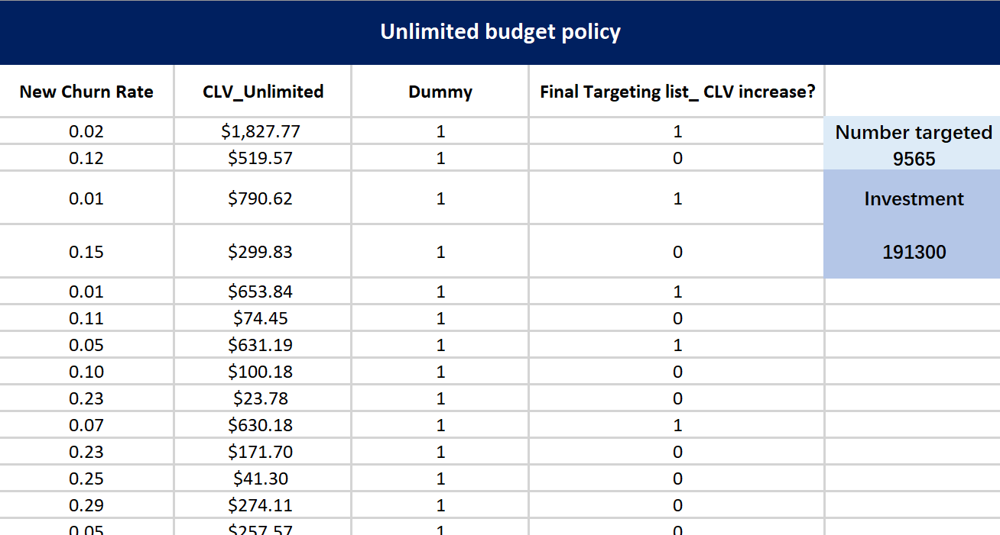 Unlimited budget policy
New Churn Rate CLV_Unlimited Dummy Final Targeting list_ CLV increase?
0.02 $1,827.77 1 1 Number targeted
0.12 $519.57 1 0 9565
0.01 $790.62 1 1 Investment
0.15 $299.83 1 0 191300
0.01 $653.84 1 1
0.11 $74.45 1 0
0.05 $631.19 1 1
0.10 $100.18 1 0
0.23 $23.78 1 0
0.07 $630.18 1 1
0.23 $171.70 1 0
0.25 $41.30 1 0
0.29 $274.11 1 0
0.05 $257.57 1 0